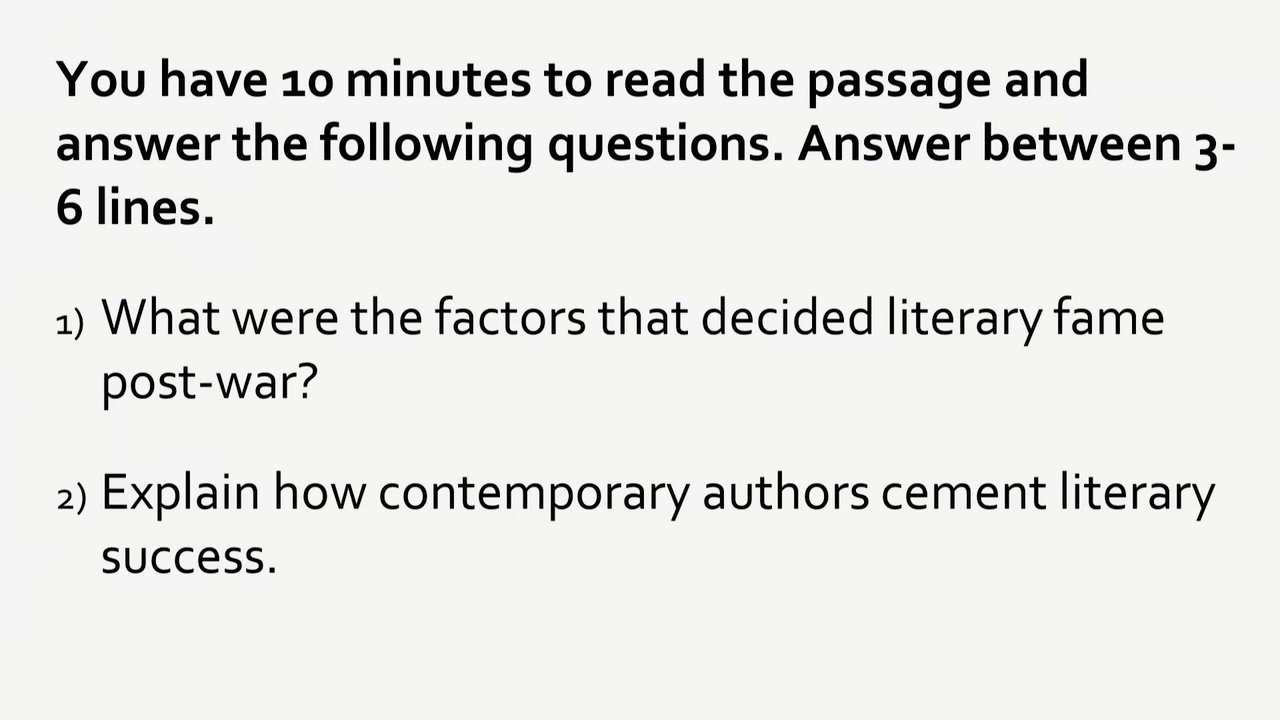 You have 10 minutes to read the passage and
answer the following questions. Answer between 3-
6 lines.
1) What were the factors that decided literary fame
post-war?
2) Explain how contemporary authors cement literary
success.